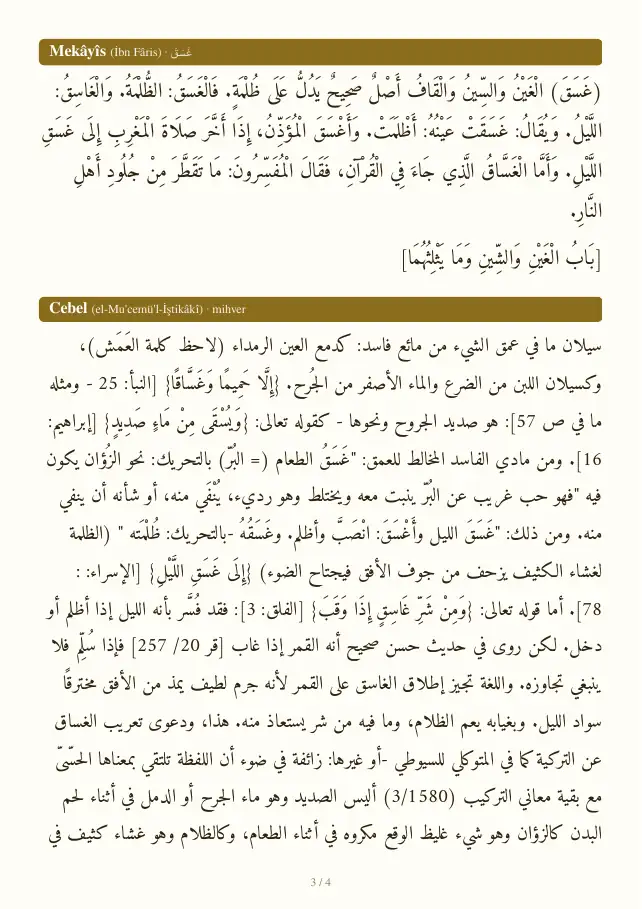 Mekâyîs (İbn Fâris) · غَسَقَ
(غَسَقَ) الْغَيْنُ وَالسِّينُ وَالْقَافُ أَصْلٌ صَحِيحٌ يَدُلُّ عَلَى ظُلْمَةٍ. فَالْغَسَقُ: الظُّلْمَةُ. وَالْغَاسِقُ:
اللَّيْلُ. وَيُقَالُ: غَسَقَتْ عَيْنُهُ: أَظْلَمَتْ. وَأَغْسَقَ الْمُؤَذِّنُ، إِذَا أَخَّرَ صَلَاةَ الْمَغْرِبِ إِلَى غَسَقِ
اللَّيْلِ. وَأَمَّا الْغَسَّاقُ الَّذِي جَاءَ فِي الْقُرْآنِ، فَقَالَ الْمُفَسِّرُونَ: مَا تَقَطَّرَ مِنْ جُلُودِ أَهْلِ
النَّارِ.
[بَابُ الْغَيْنِ وَالشِّينِ وَمَا يَثْلِثُهُمَا]
Cebel (el-Mu'cemü'l-İştikâkî) · mihver
سيلان ما في عمق الشيء من مائع فاسد: كدمع العين الرمداء (لاحظ كلمة العَمَش)،
وكسيلان اللبن من الضرع والماء الأصفر من الجُرح. {إِلَّا حَمِيمًا وَغَسَّاقًا} [النبأ: 25 - ومثله
ما في ص 57]: هو صديد الجروح ونحوها - كقوله تعالى: {وَيُسْقَى مِنْ مَاءٍ صَدِيدٍ} [إبراهيم:
16]. ومن مادي الفاسد المخالط للعمق: "غَسَقُ الطعام (= البُرّ) بالتحريك: نحو الزُؤان يكون
فيه "فهو حب غريب عن البُرّ ينبت معه ويختلط وهو رديء، يُنْفَي منه، أو شأنه أن ينفي
منه. ومن ذلك: "غَسَقَ الليل وأَغْسَقَ: انْصَبَّ وأظلم. وغَسَقُهُ -بالتحريك: ظُلْمَته " (الظلمة
لغشاء الكثيف يزحف من جوف الأفق فيجتاح الضوء) {إِلَى غَسَقِ اللَّيْلِ} [الإسراء: :
78]. أما قوله تعالى: {وَمِنْ شَرِّ غَاسِقٍ إِذَا وَقَبَ} [الفلق: 3]: فقد فُسَّر بأنه الليل إذا أظلم أو
دخل. لكن روى في حديث حسن صحيح أنه القمر إذا غاب [قر 20/ 257] فإذا سُلِّم فلا
ينبغي تجاوزه. واللغة تجيز إطلاق الغاسق على القمر لأنه جرم لطيف يمذ من الأفق مخترقًا
سواد الليل. وبغيابه يعم الظلام، وما فيه من شر يستعاذ منه. هذا، ودعوى تعريب الغساق
عن التركية كما في المتوكلي للسيوطي -أو غيرها: زائفة في ضوء أن اللفظة تلتقي بمعناها الحسّىّ
مع بقية معاني التركيب (3/1580) أليس الصديد وهو ماء الجرح أو الدمل في أثناء لحم
البدن كالزؤان وهو شيء غليظ الوقع مكروه في أثناء الطعام، وكالظلام وهو غشاء كثيف في
3 / 4